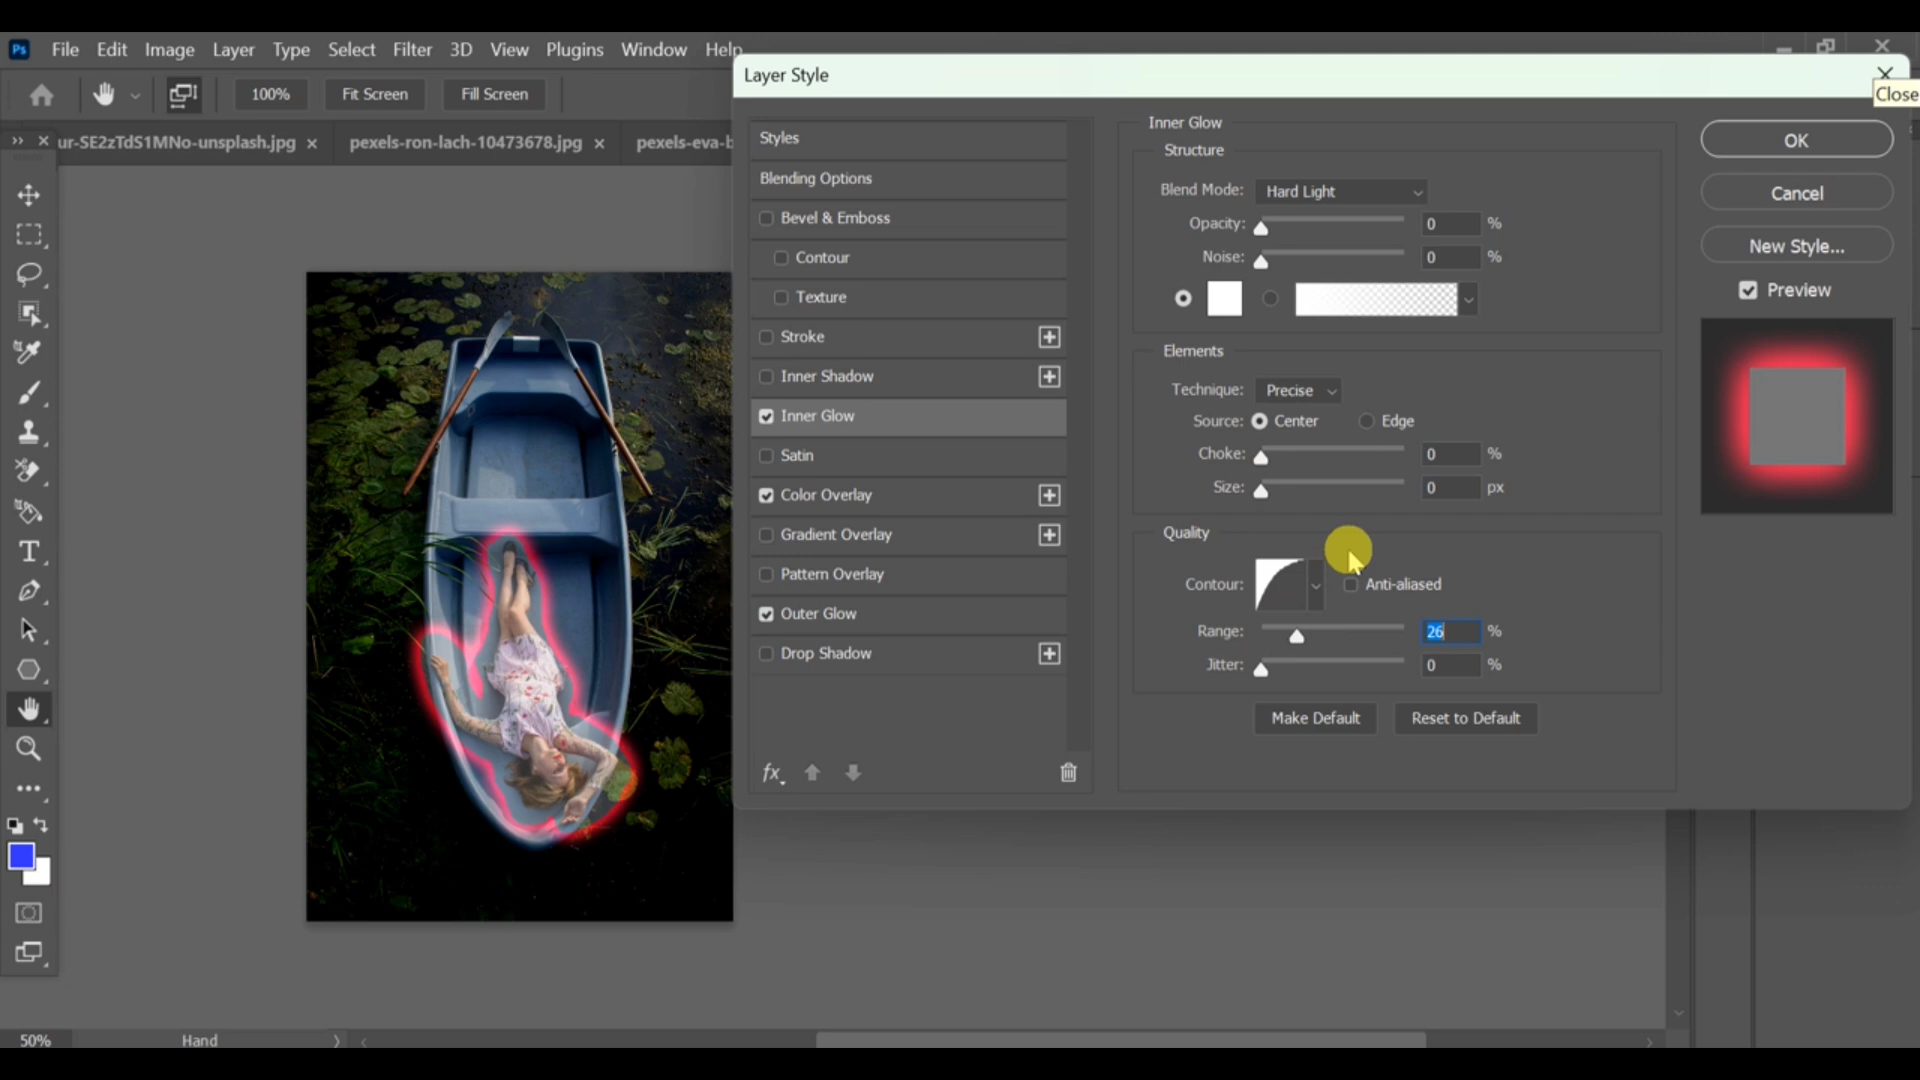 Ps File Edit Image Layer Type Select Filter 3D View Plugins Window Help
100% Fit Screen Fill Screen
ur-SE2zTdS1MNo-unsplash.jpg × pexels-ron-lach-10473678.jpg × pexels-eva-b
Layer Style
Close
Styles
Blending Options
Bevel & Emboss
Contour
Texture
Stroke
Inner Shadow
Inner Glow
Satin
Color Overlay
Gradient Overlay
Pattern Overlay
Outer Glow
Drop Shadow
fx
Inner Glow
Structure
Blend Mode: Hard Light
Opacity: 0 %
Noise: 0 %
Elements
Technique: Precise
Source: Center Edge
Choke: 0 %
Size: 0 px
Quality
Contour: Anti-aliased
Range: 26 %
Jitter: 0 %
Make Default Reset to Default
OK
Cancel
New Style...
Preview
50% Hand